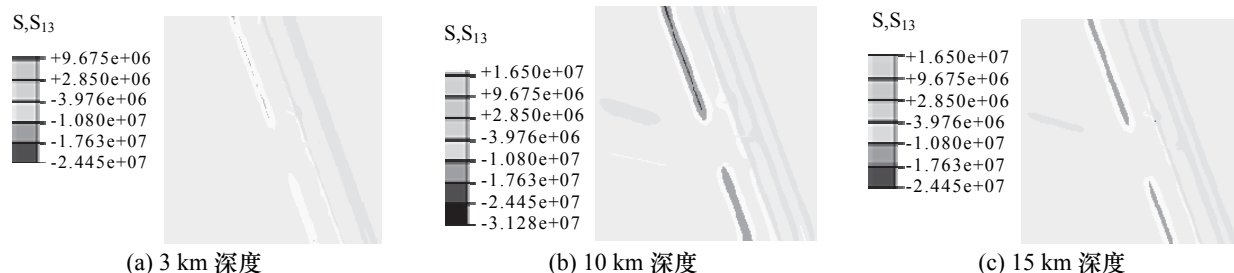 S,S13
+9.675e+06
+2.850e+06
-3.976e+06
-1.080e+07
-1.763e+07
-2.445e+07
(a) 3 km 深度
S,S13
+1.650e+07
+9.675e+06
+2.850e+06
-3.976e+06
-1.080e+07
-1.763e+07
-2.445e+07
-3.128e+07
(b) 10 km 深度
S,S13
+1.650e+07
+9.675e+06
+2.850e+06
-3.976e+06
-1.080e+07
-1.763e+07
-2.445e+07
(c) 15 km 深度